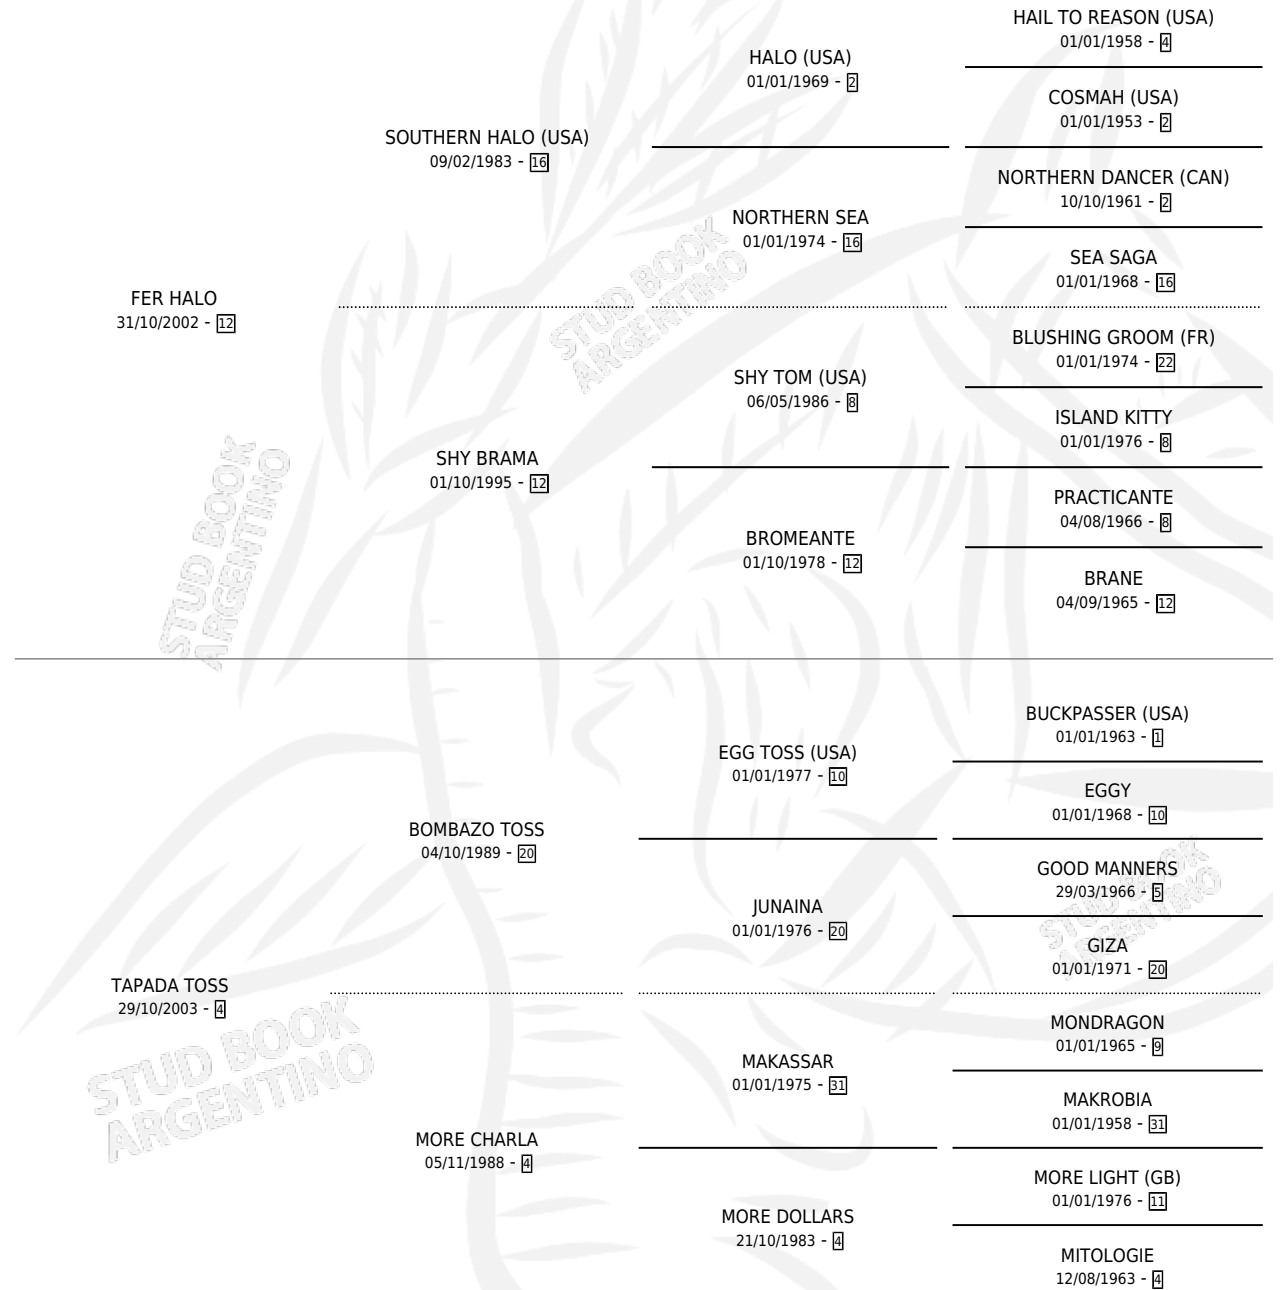 HAIL TO REASON (USA)
01/01/1958 - 4
HALO (USA)
01/01/1969 - 2
COSMAH (USA)
01/01/1953 - 2
SOUTHERN HALO (USA)
09/02/1983 - 16
NORTHERN DANCER (CAN)
10/10/1961 - 2
NORTHERN SEA
01/01/1974 - 16
SEA SAGA
01/01/1968 - 16
FER HALO
31/10/2002 - 12
STUD BOOK
ARGENTINO
BLUSHING GROOM (FR)
01/01/1974 - 22
SHY TOM (USA)
06/05/1986 - 8
ISLAND KITTY
01/01/1976 - 8
SHY BRAMA
01/10/1995 - 12
PRACTICANTE
04/08/1966 - 8
BROMEANTE
01/10/1978 - 12
BRANE
04/09/1965 - 12
STUD BOOK
ARGENTINO
BUCKPASSER (USA)
01/01/1963 - 1
EGG TOSS (USA)
01/01/1977 - 10
EGGY
01/01/1968 - 10
BOMBAZO TOSS
04/10/1989 - 20
GOOD MANNERS
29/03/1966 - 5
JUNAINA
01/01/1976 - 20
GIZA
01/01/1971 - 20
STUD BOOK
ARGENTINO
TAPADA TOSS
29/10/2003 - 4
MONDRAGON
01/01/1965 - 9
MAKASSAR
01/01/1975 - 31
MAKROBIA
01/01/1958 - 31
STUD BOOK
ARGENTINO
MORE CHARLA
05/11/1988 - 4
MORE LIGHT (GB)
01/01/1976 - 11
MORE DOLLARS
21/10/1983 - 4
MITOLOGIE
12/08/1963 - 4